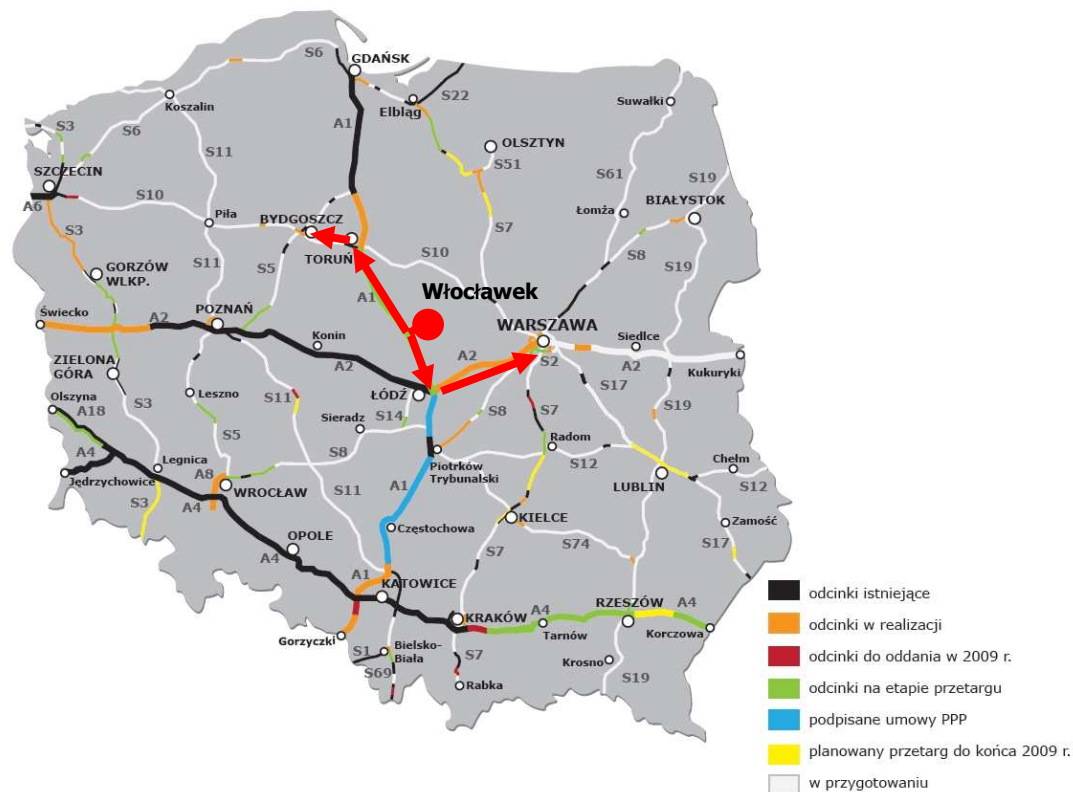 S6
GDAŃSK
S22
Elbląg
Suwałki
Koszalin
S3
S6
A1
OLSZTYN
S11
S51
S61
S19
SZCZECIN
S10
BIAŁYSTOK
A6
Łomża
S3
Piła
BYDGOSZCZ
S7
S10
S8
TORUŃ
S5
S11
S19
GORZÓW
WLKP.
A1
Włocławek
Świecko
A2
POZNAŃ
Konin
WARSZAWA
Siedlce
A2
S2
A2
Kukuryki
ZIELONA
GÓRA
A2
S17
Olszyna
Leszno
S11
ŁÓDŹ
S14
S8
S7
S19
A18
S3
Sieradz
S5
S8
Radom
A4
Legnica
Piotrków
Trybunalski
S12
Chełm
Jędrzychowice
A8
WROCŁAW
LUBLIN
S12
S3
A4
S11
A1
KIELCE
Zamość
Częstochowa
S17
OPOLE
S7
S74
A4
A1
KATOWICE
RZESZÓW
KRAKÓW
A4
A4
Gorzyczki
Tarnów
Korczowa
S1
Bielsko-
Biała
S7
S69
Krosno
Rabka
S19
odcinki istniejące
odcinki w realizacji
odcinki do oddania w 2009 r.
odcinki na etapie przetargu
podpisane umowy PPP
planowany przetarg do końca 2009 r.
w przygotowaniu